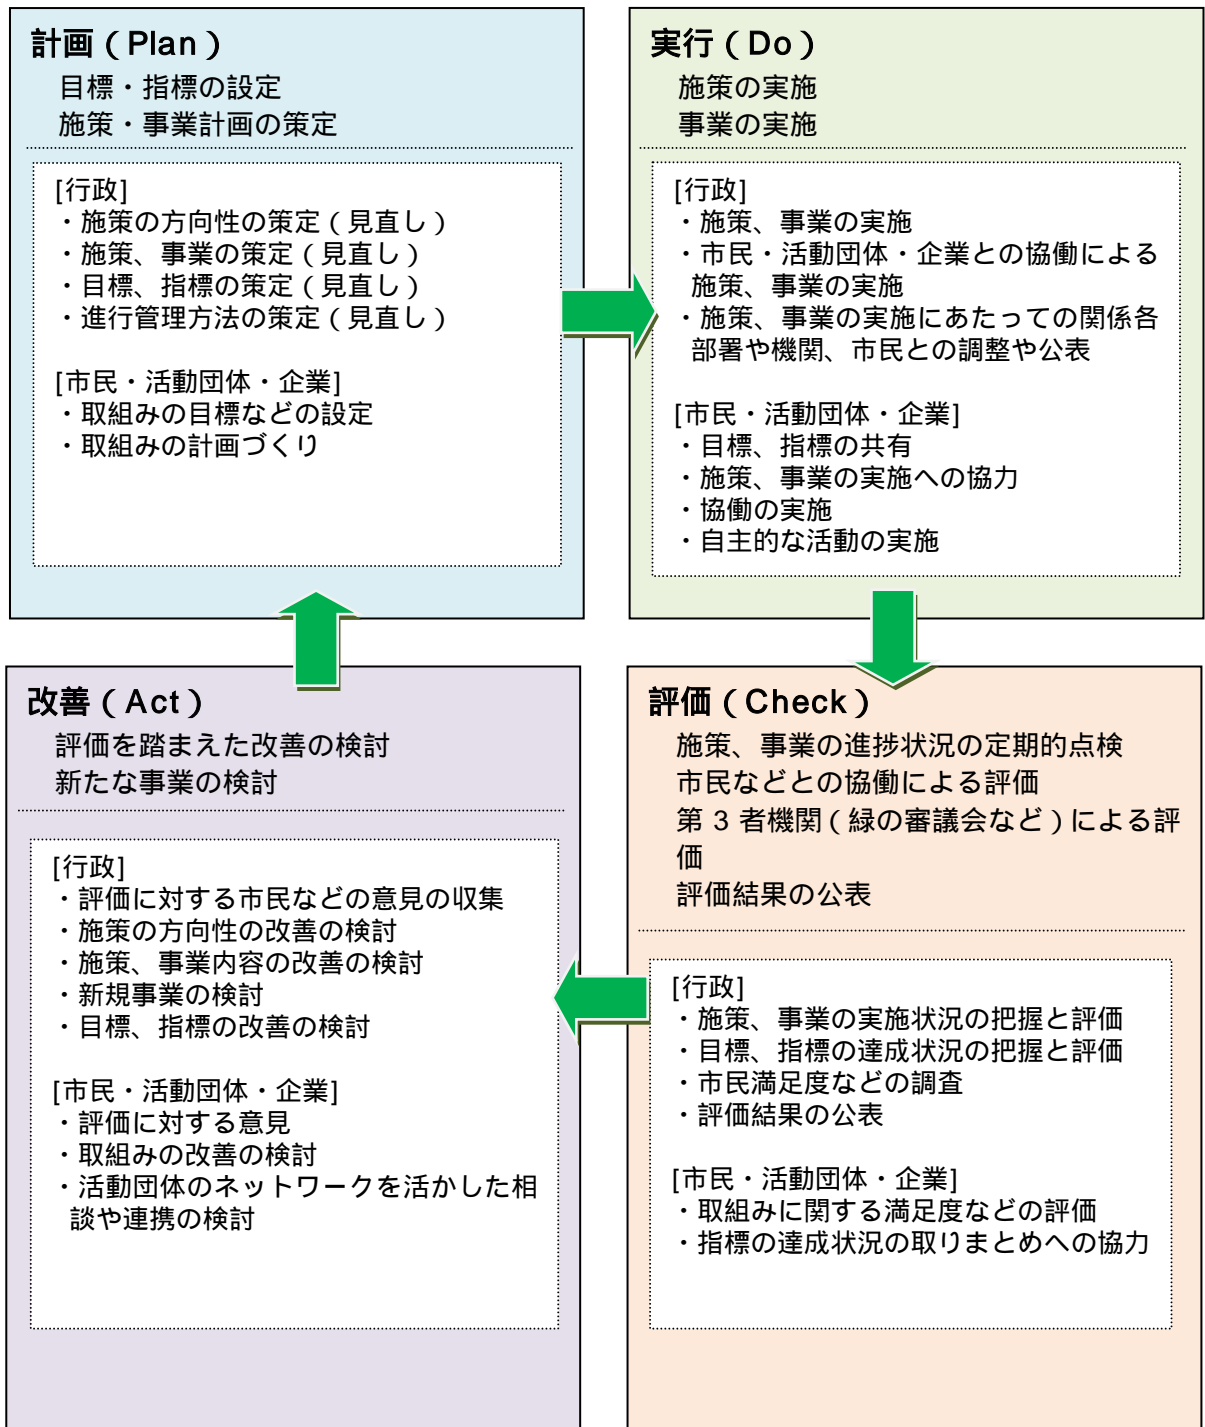 計画（Plan）
目標・指標の設定
施策・事業計画の策定
[行政]
・施策の方向性の策定（見直し）
・施策、事業の策定（見直し）
・目標、指標の策定（見直し）
・進行管理方法の策定（見直し）
[市民・活動団体・企業]
・取組みの目標などの設定
・取組みの計画づくり
実行（Do）
施策の実施
事業の実施
[行政]
・施策、事業の実施
・市民・活動団体・企業との協働による
施策、事業の実施
・施策、事業の実施にあたっての関係各
部署や機関、市民との調整や公表
[市民・活動団体・企業]
・目標、指標の共有
・施策、事業の実施への協力
・協働の実施
・自主的な活動の実施
改善（Act）
評価を踏まえた改善の検討
新たな事業の検討
[行政]
・評価に対する市民などの意見の収集
・施策の方向性の改善の検討
・施策、事業内容の改善の検討
・新規事業の検討
・目標、指標の改善の検討
[市民・活動団体・企業]
・評価に対する意見
・取組みの改善の検討
・活動団体のネットワークを活かした相
談や連携の検討
評価（Check）
施策、事業の進捗状況の定期的点検
市民などとの協働による評価
第 3 者機関（緑の審議会など）による評
価
評価結果の公表
[行政]
・施策、事業の実施状況の把握と評価
・目標、指標の達成状況の把握と評価
・市民満足度などの調査
・評価結果の公表
[市民・活動団体・企業]
・取組みに関する満足度などの評価
・指標の達成状況の取りまとめへの協力